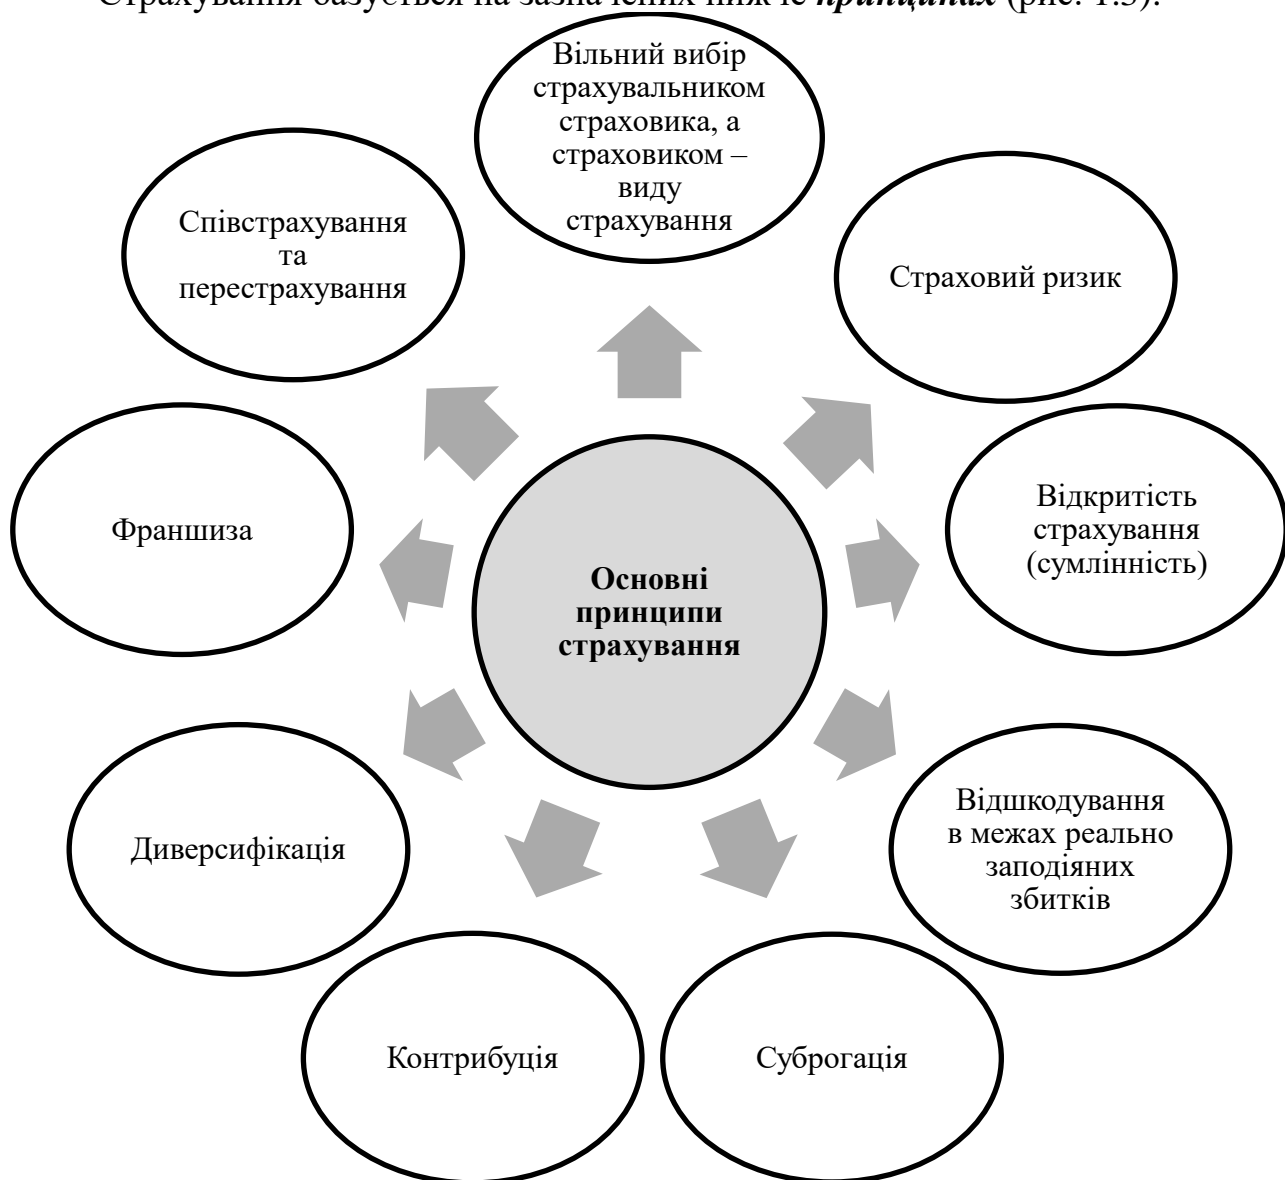 Страхування базується на зазначених нижче принципах (рис. 1.3).
Вільний вибір
страхувальником
страховика, а
страховиком –
виду
страхування
Страховий ризик
Відкритість
страхування
(сумлінність)
Відшкодування
в межах реально
заподіяних
збитків
Суброгація
Контрибуція
Диверсифікація
Франшиза
Співстрахування
та
перестрахування
Основні
принципи
страхування